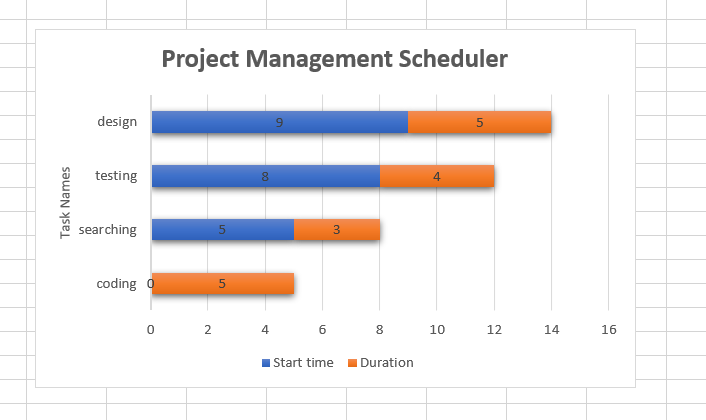 Project Management Scheduler
Task Names
design 9 5
testing 8 4
searching 5 3
coding 0 5
0 2 4 6 8 10 12 14 16
Start time Duration